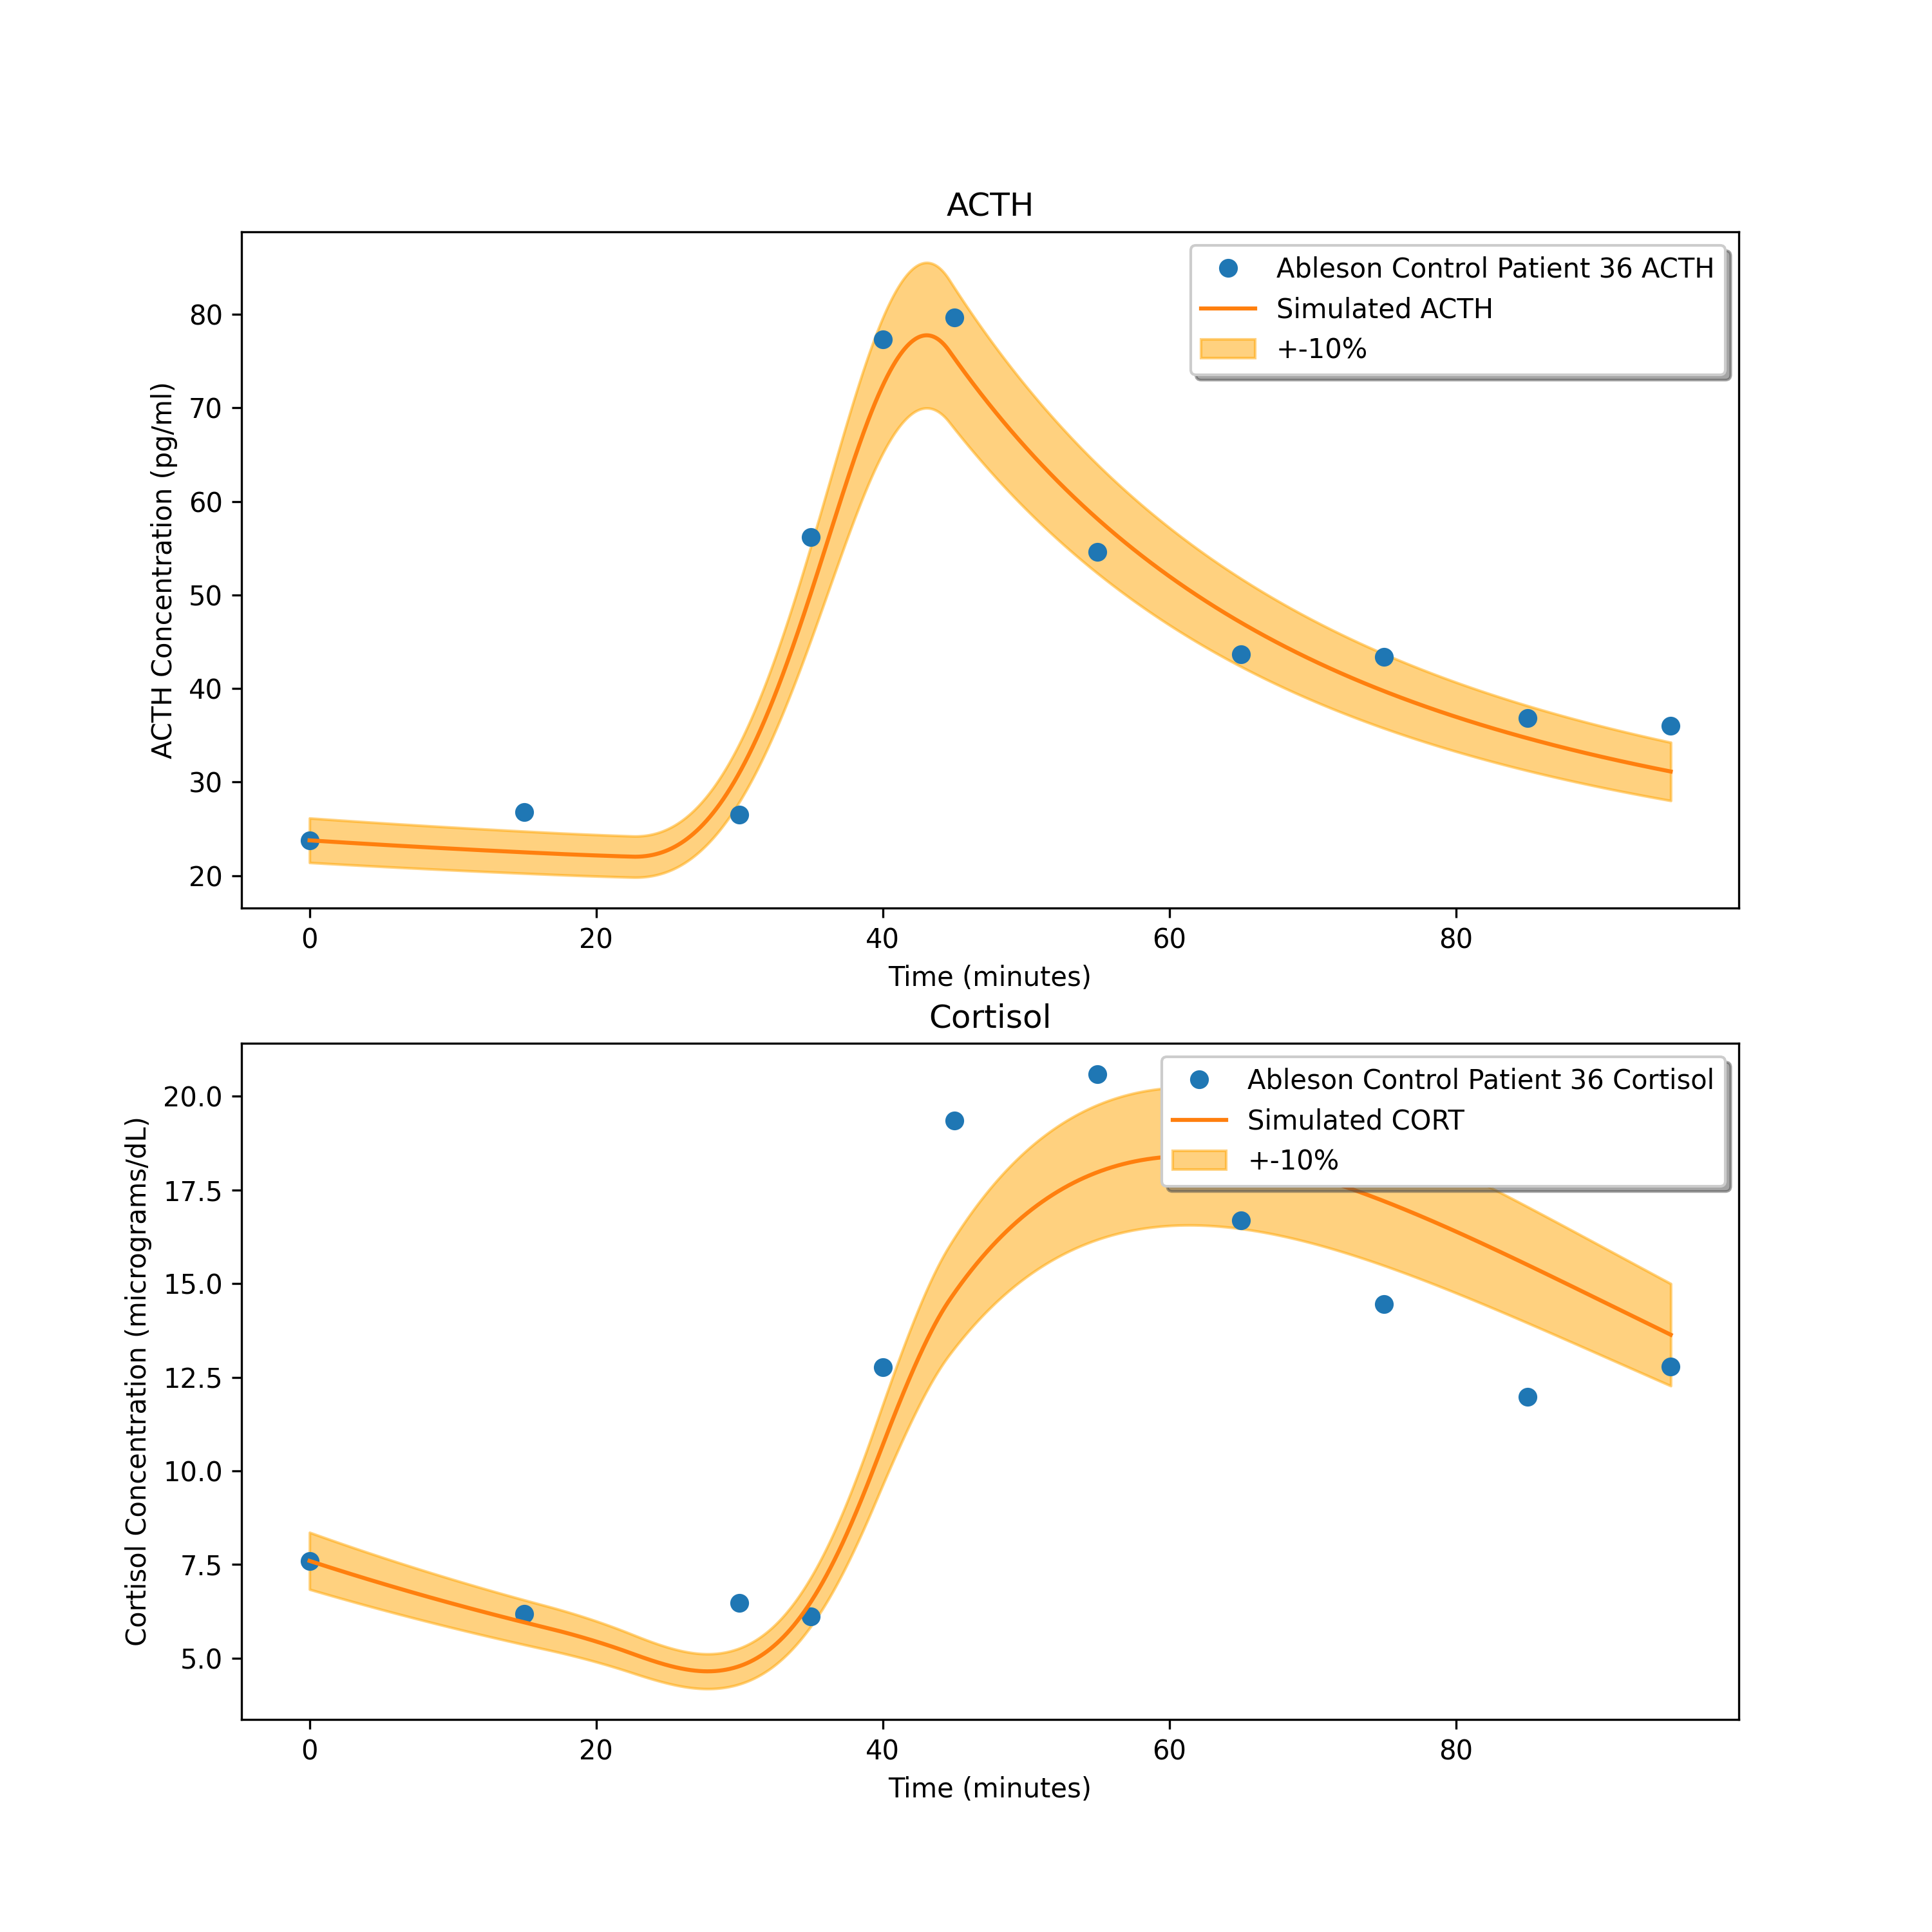 ACTH
Ableson Control Patient 36 ACTH
Simulated ACTH
+-10%
ACTH Concentration (pg/ml)
80
70
60
50
40
30
20
0 20 40 60 80
Time (minutes)
Cortisol
Ableson Control Patient 36 Cortisol
Simulated CORT
+-10%
Cortisol Concentration (micrograms/dL)
20.0
17.5
15.0
12.5
10.0
7.5
5.0
0 20 40 60 80
Time (minutes)